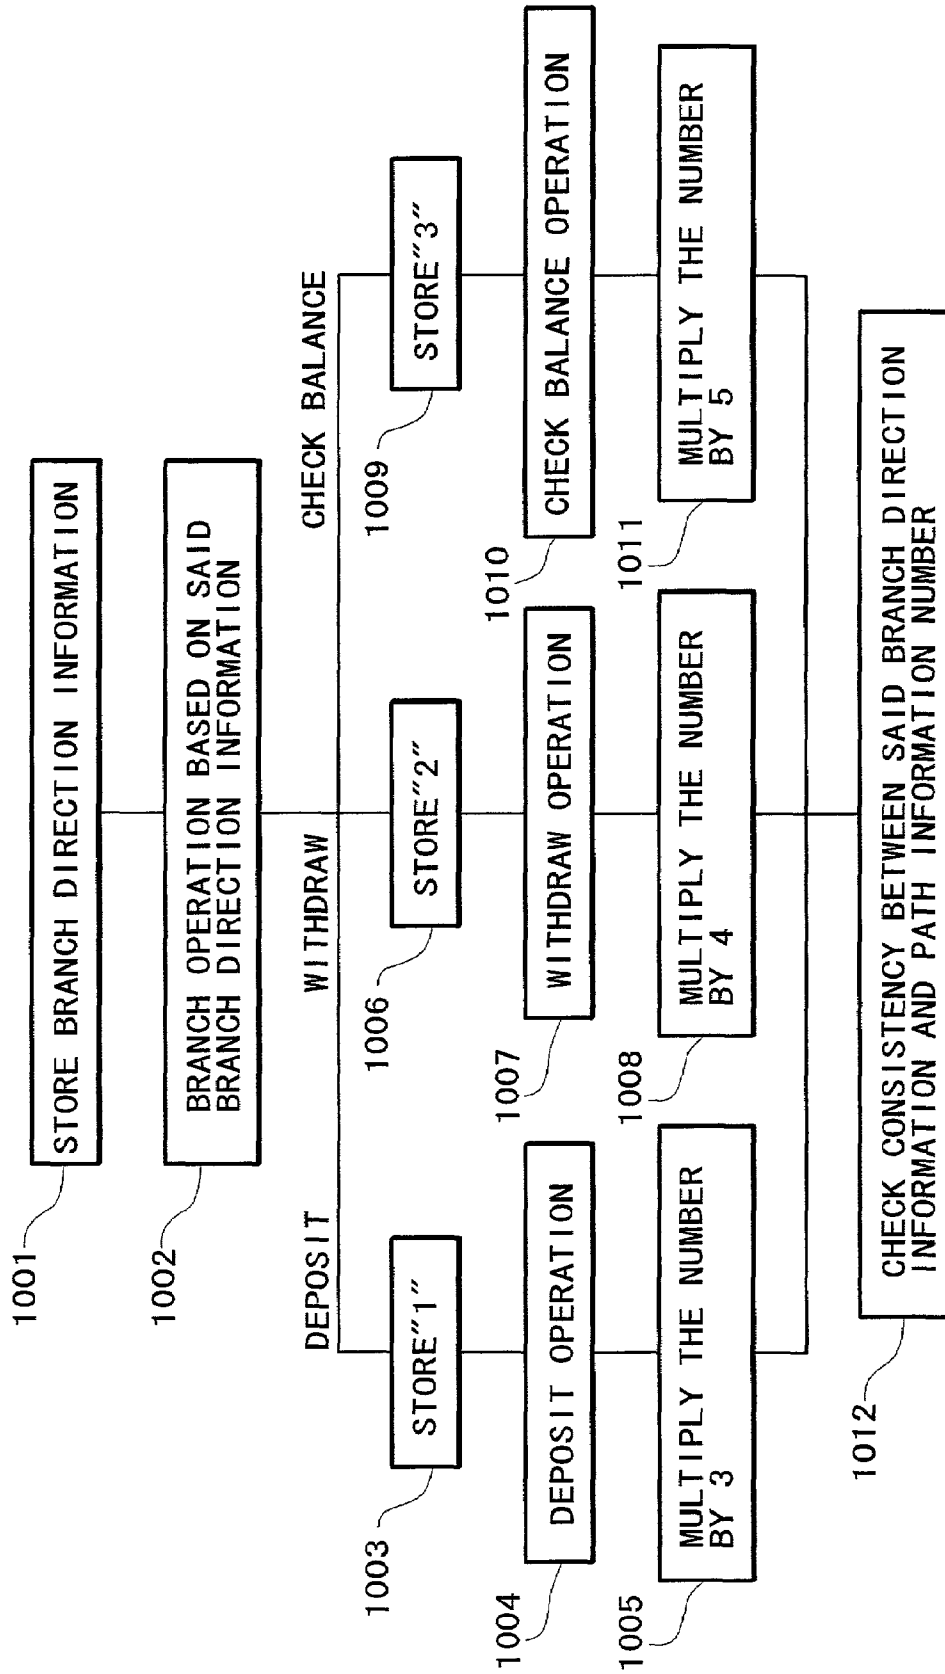 1001
STORE BRANCH DIRECTION INFORMATION
1002
BRANCH OPERATION BASED ON SAID
BRANCH DIRECTION INFORMATION
DEPOSIT
WITHDRAW
CHECK BALANCE
1003
STORE"1"
1006
STORE"2"
1009
STORE"3"
1004
DEPOSIT OPERATION
1007
WITHDRAW OPERATION
1010
CHECK BALANCE OPERATION
1005
MULTIPLY THE NUMBER
BY 3
1008
MULTIPLY THE NUMBER
BY 4
1011
MULTIPLY THE NUMBER
BY 5
1012
CHECK CONSISTENCY BETWEEN SAID BRANCH DIRECTION
INFORMATION AND PATH INFORMATION NUMBER